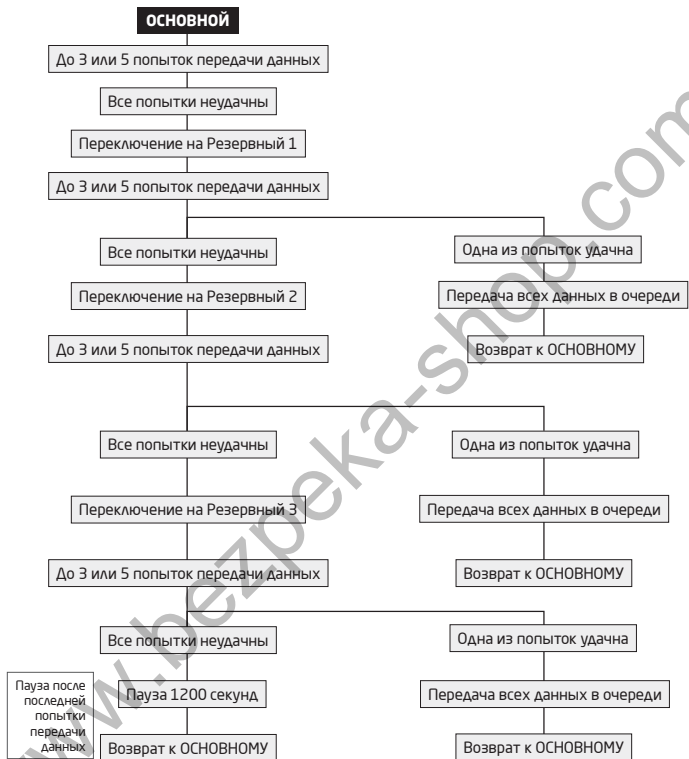 ОСНОВНОЙ
До 3 или 5 попыток передачи данных
Все попытки неудачны
Переключение на Резервный 1
До 3 или 5 попыток передачи данных
Все попытки неудачны
Одна из попыток удачна
Переключение на Резервный 2
Передача всех данных в очереди
До 3 или 5 попыток передачи данных
Возврат к ОСНОВНОМУ
Все попытки неудачны
Одна из попыток удачна
Переключение на Резервный 3
Передача всех данных в очереди
До 3 или 5 попыток передачи данных
Возврат к ОСНОВНОМУ
Все попытки неудачны
Одна из попыток удачна
Пауза после
последней
попытки
передачи
данных
Пауза 1200 секунд
Передача всех данных в очереди
Возврат к ОСНОВНОМУ
Возврат к ОСНОВНОМУ
www.bezpeka-shop.com